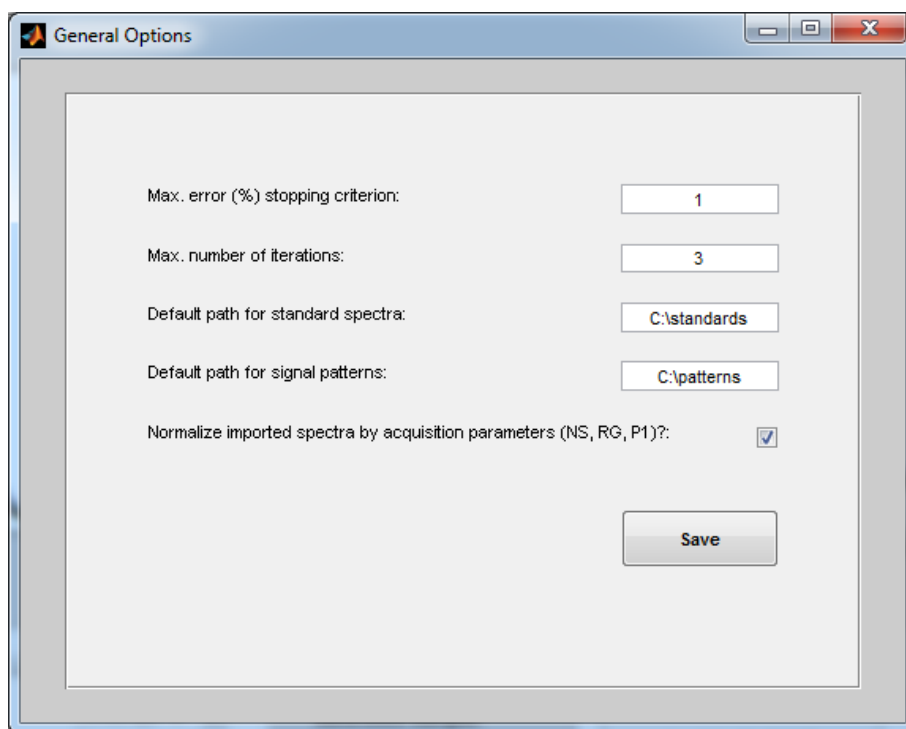 General Options
Max. error (%) stopping criterion:
1
Max. number of iterations:
3
Default path for standard spectra:
C:\standards
Default path for signal patterns:
C:\patterns
Normalize imported spectra by acquisition parameters (NS, RG, P1)?:
Save